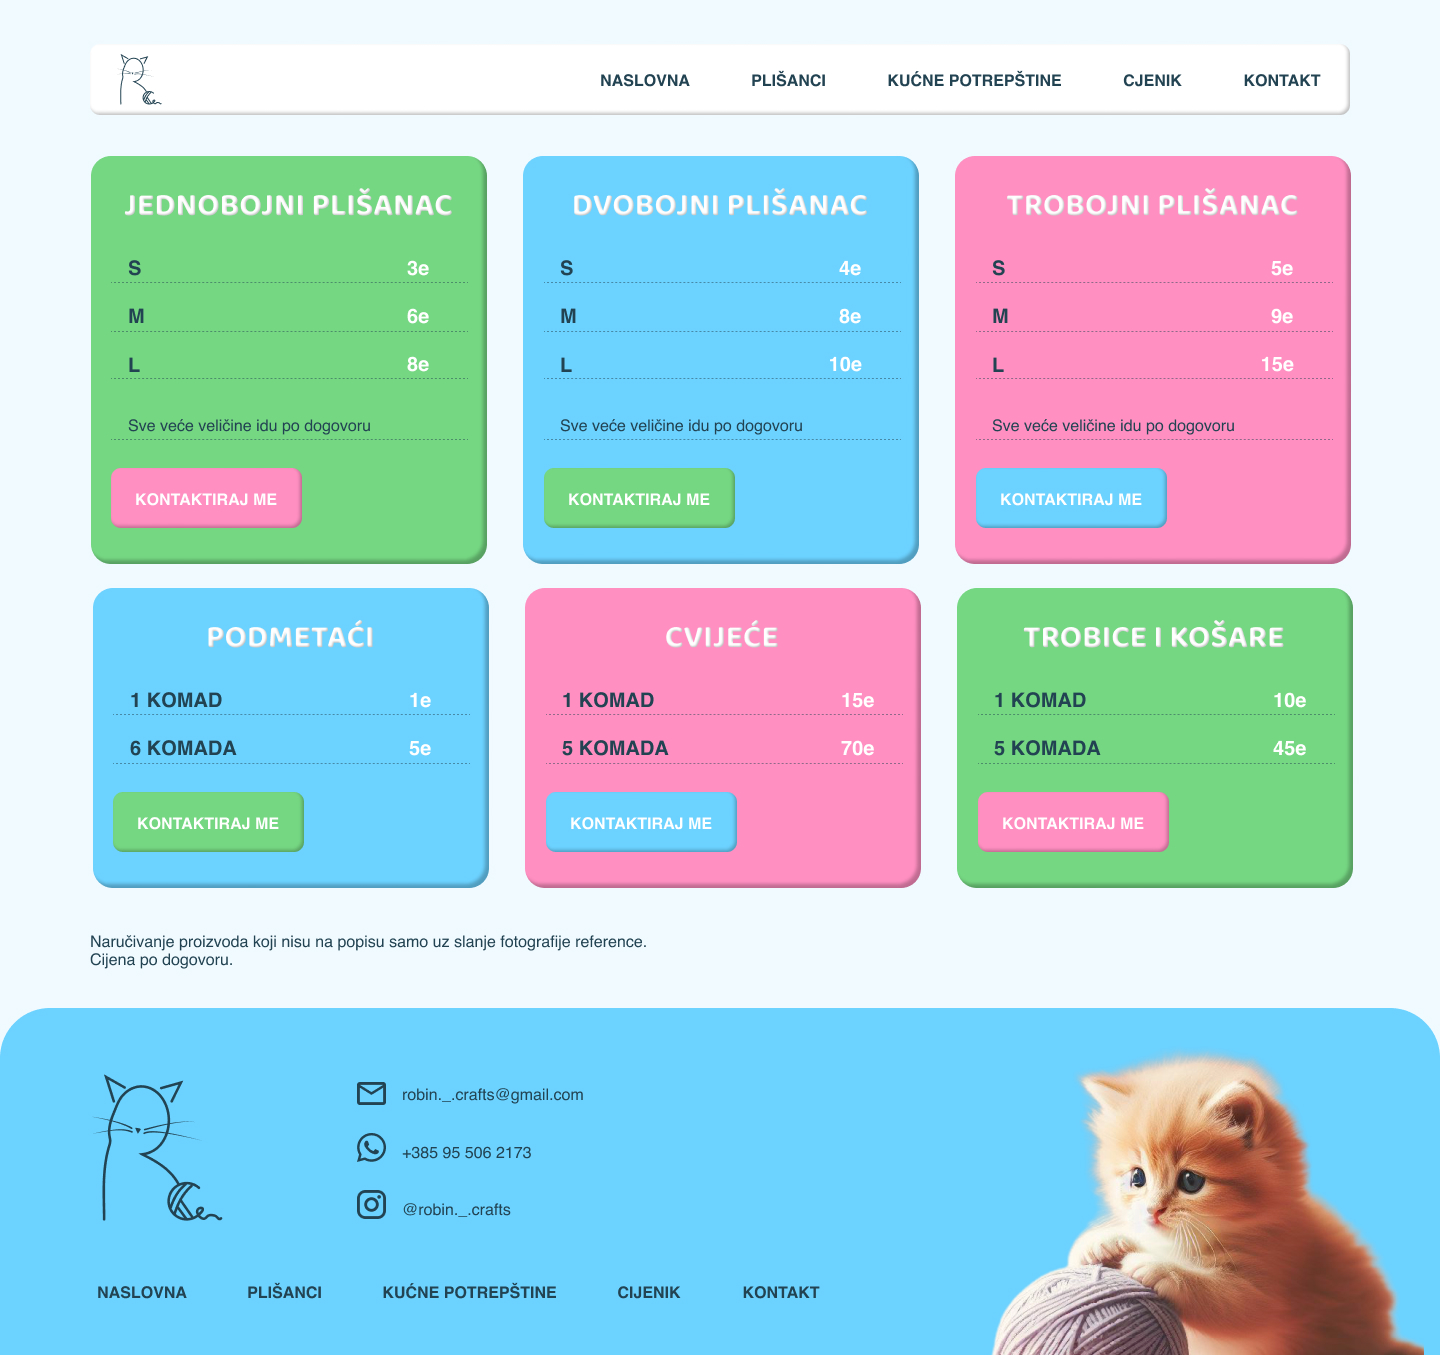 NASLOVNA PLIŠANCI KUĆNE POTREPŠTINE CJENIK KONTAKT
JEDNOBOJNI PLIŠANAC
S 3e
M 6e
L 8e
Sve veće veličine idu po dogovoru
KONTAKTIRAJ ME
DVOBOJNI PLIŠANAC
S 4e
M 8e
L 10e
Sve veće veličine idu po dogovoru
KONTAKTIRAJ ME
TROBOJNI PLIŠANAC
S 5e
M 9e
L 15e
Sve veće veličine idu po dogovoru
KONTAKTIRAJ ME
PODMETAĆI
1 KOMAD 1e
6 KOMADA 5e
KONTAKTIRAJ ME
CVIJEĆE
1 KOMAD 15e
5 KOMADA 70e
KONTAKTIRAJ ME
TROBICE I KOŠARE
1 KOMAD 10e
5 KOMADA 45e
KONTAKTIRAJ ME
Naručivanje proizvoda koji nisu na popisu samo uz slanje fotografije reference.
Cijena po dogovoru.
robin._.crafts@gmail.com
+385 95 506 2173
@robin._.crafts
NASLOVNA PLIŠANCI KUĆNE POTREPŠTINE CIJENIK KONTAKT